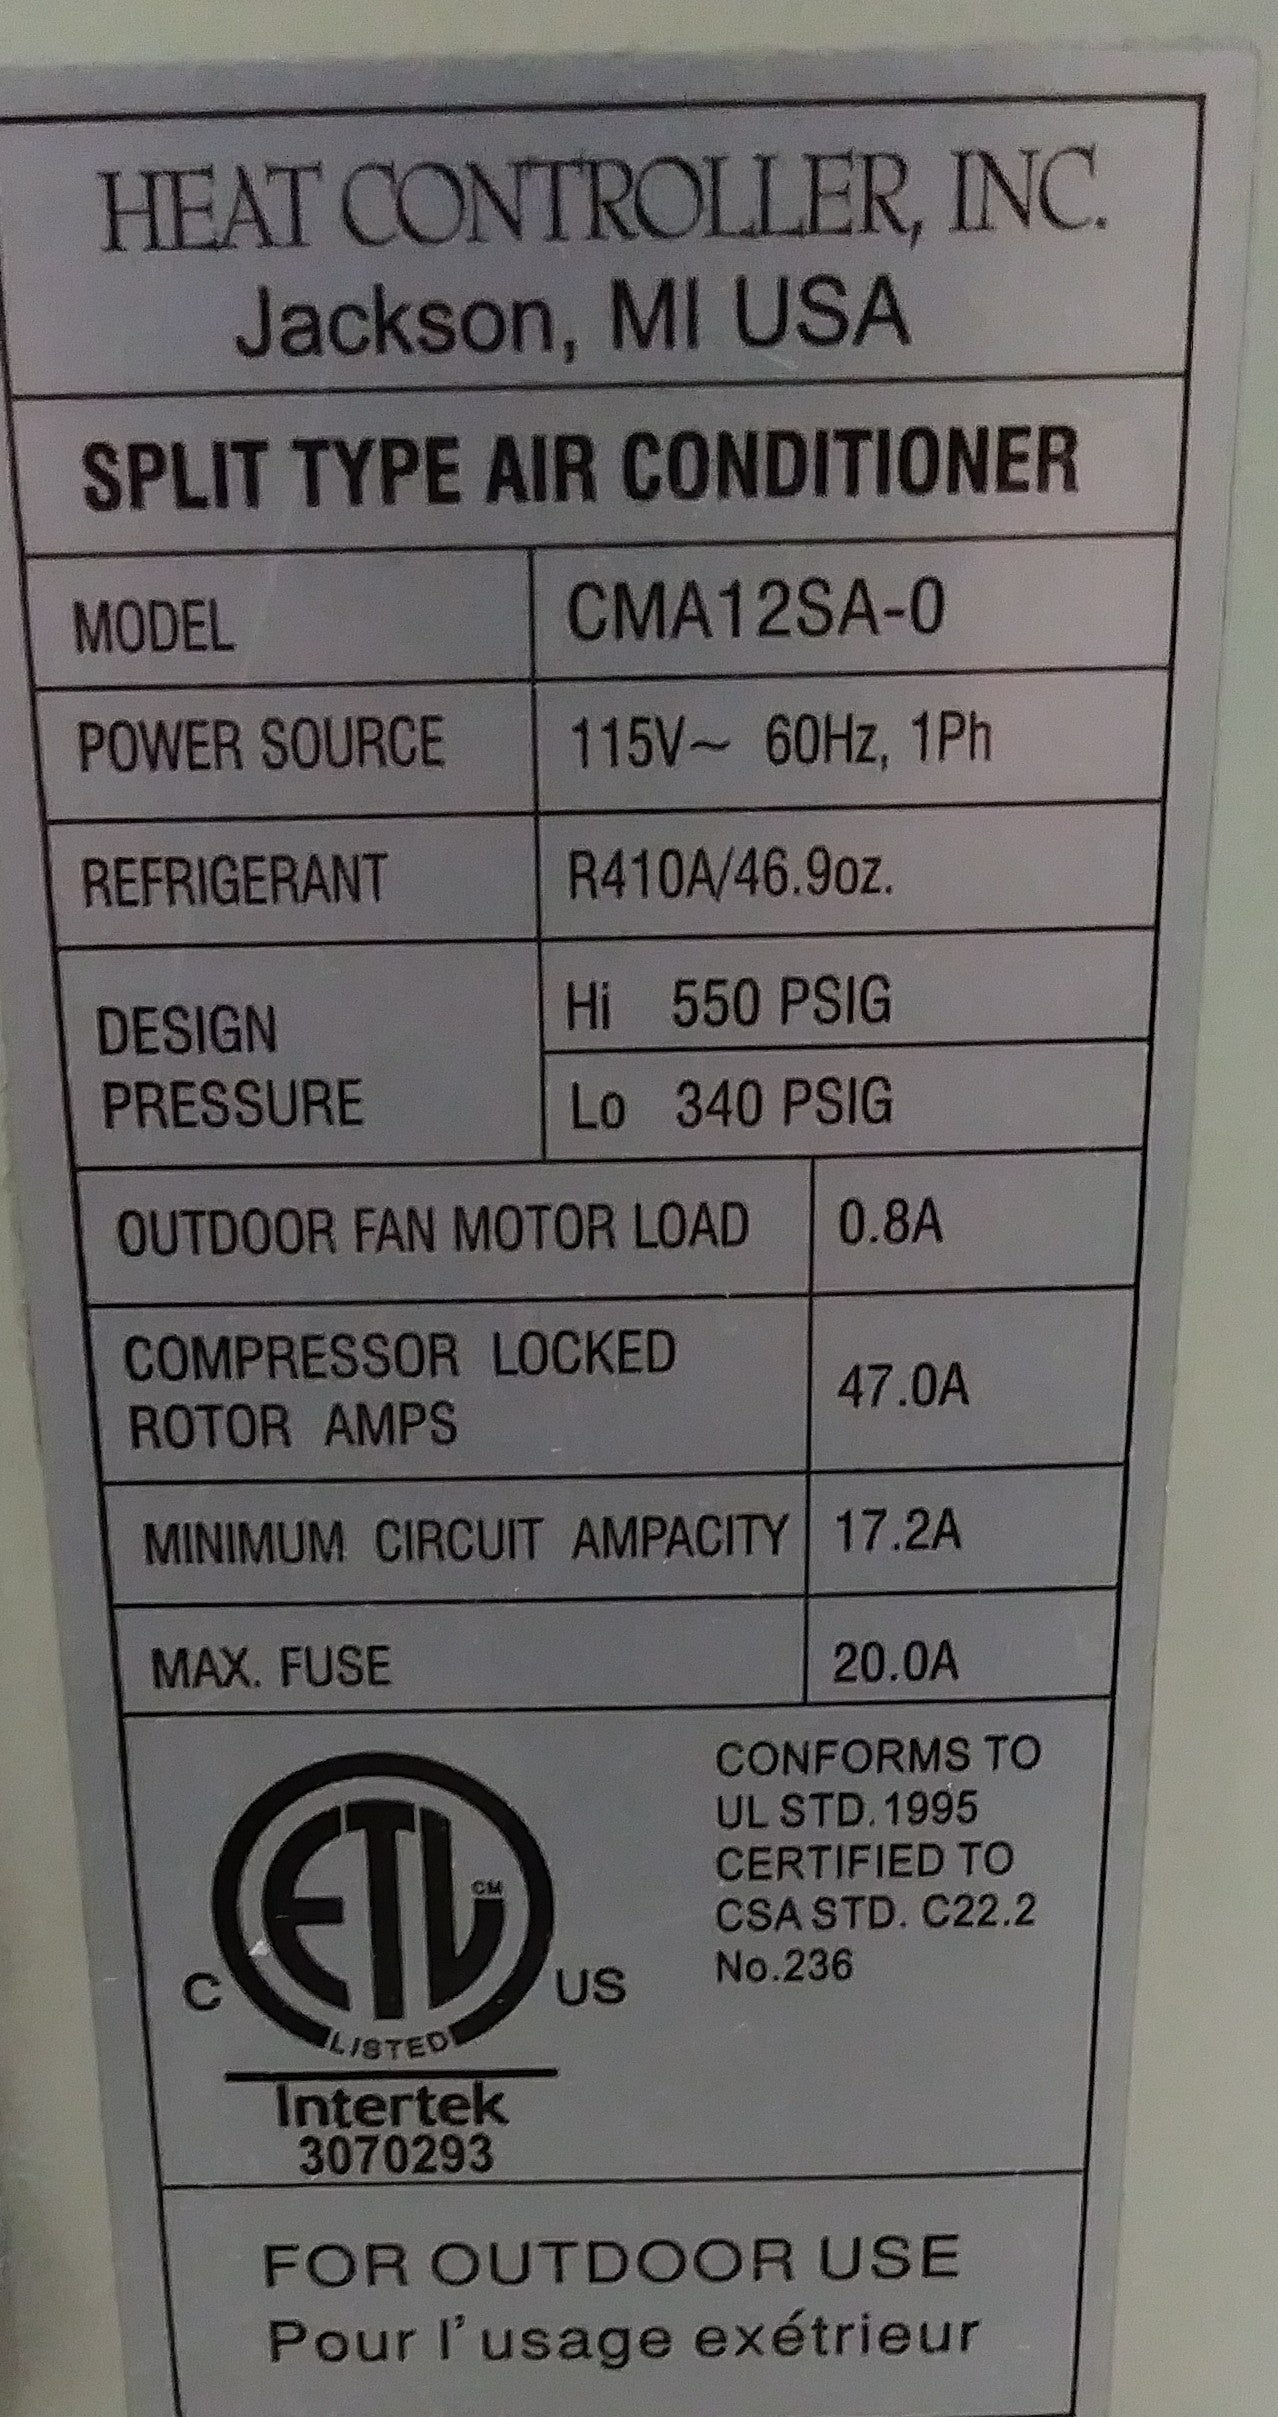 HEAT CONTROLLER, INC.
Jackson, MI USA
SPLIT TYPE AIR CONDITIONER
MODEL CMA12SA-0
POWER SOURCE 115V~ 60Hz, 1Ph
REFRIGERANT R410A/46.9oz.
DESIGN PRESSURE
Hi 550 PSIG
Lo 340 PSIG
OUTDOOR FAN MOTOR LOAD 0.8A
COMPRESSOR LOCKED
ROTOR AMPS 47.0A
MINIMUM CIRCUIT AMPACITY 17.2A
MAX. FUSE 20.0A
ETL CM
C US
LISTED
Intertek
3070293
CONFORMS TO
UL STD.1995
CERTIFIED TO
CSA STD. C22.2
No.236
FOR OUTDOOR USE
Pour l'usage exétrieur